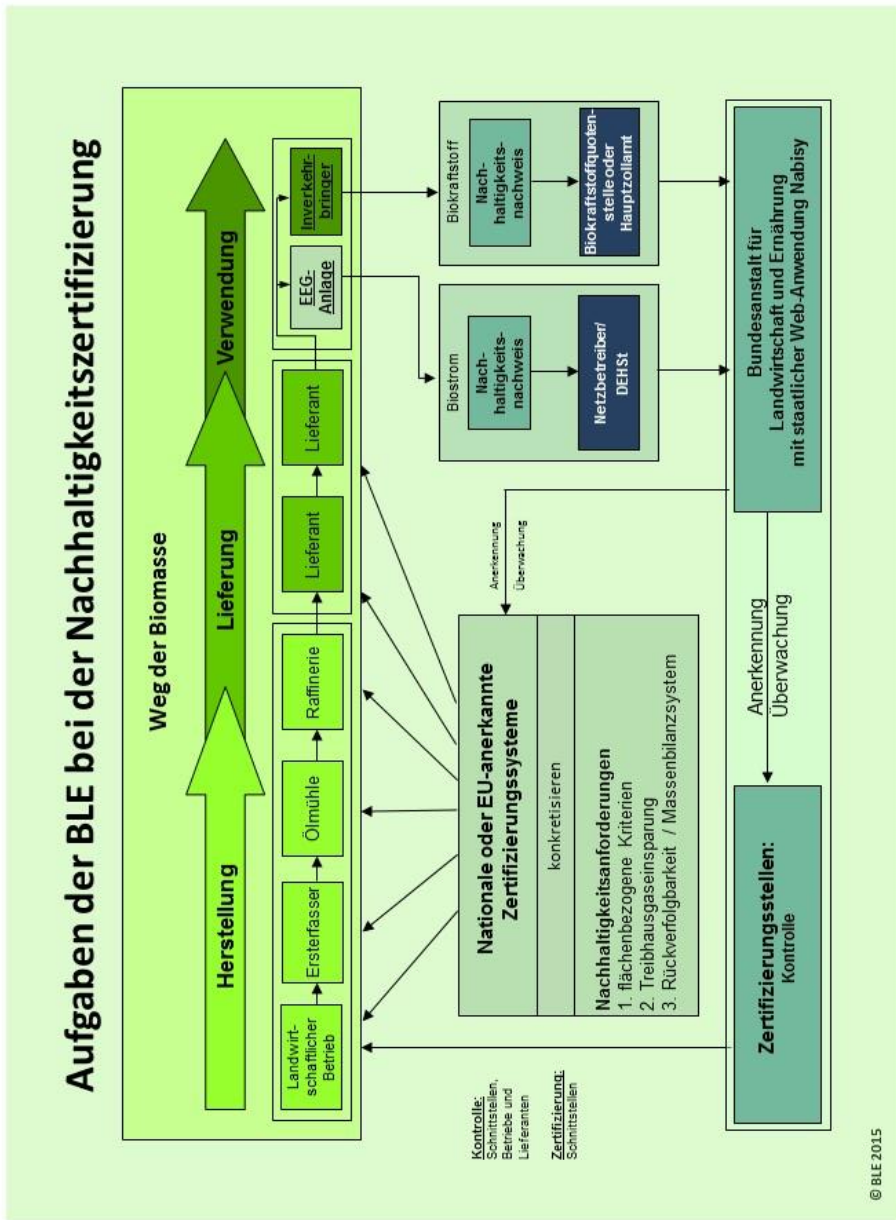 Aufgaben der BLE bei der Nachhaltigkeitszertifizierung
Weg der Biomasse
Herstellung
Lieferung
Verwendung
Landwirt-
schaftlicher
Betrieb
Ersterfasser
Ölmühle
Raffinerie
Lieferant
Lieferant
EEG-
Anlage
Inverkehr-
bringer
Kontrolle:
Schnittstellen,
Betriebe und
Lieferanten
Zertifizierung:
Schnittstellen
Nationale oder EU-anerkannte
Zertifizierungssysteme
konkretisieren
Nachhaltigkeitsanforderungen
1. flächenbezogene Kriterien
2. Treibhausgaseinsparung
3. Rückverfolgbarkeit / Massenbilanzsystem
Anerkennung
Überwachung
Biostrom
Nach-
haltigkeits-
nachweis
Netzbetreiber/
DEHSt
Biokraftstoff
Nach-
haltigkeits-
nachweis
Biokraftstoffquoten-
stelle oder
Hauptzollamt
Zertifizierungsstellen:
Kontrolle
Anerkennung
Überwachung
Bundesanstalt für
Landwirtschaft und Ernährung
mit staatlicher Web-Anwendung Nabisy
© BLE 2015